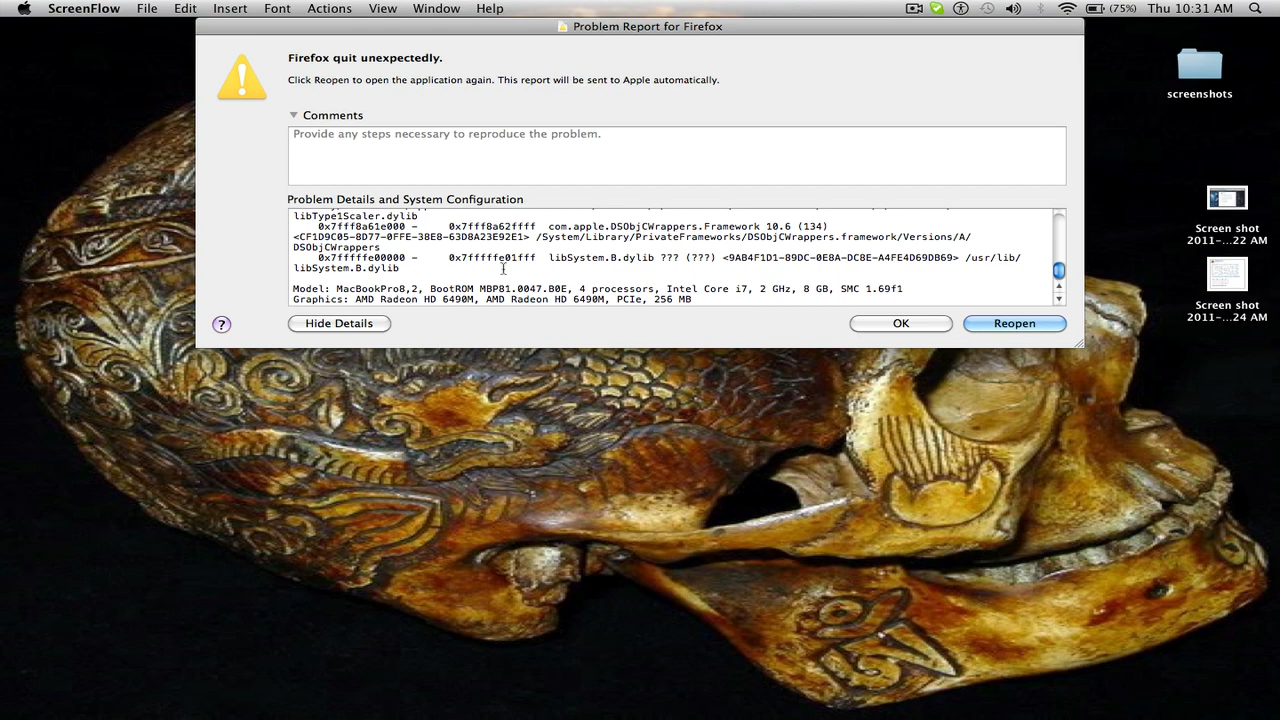 ScreenFlow File Edit Insert Font Actions View Window Help (75%) Thu 10:31 AM
Problem Report for Firefox
Firefox quit unexpectedly.
Click Reopen to open the application again. This report will be sent to Apple automatically.
Comments
Provide any steps necessary to reproduce the problem.
Problem Details and System Configuration
libType1Scaler.dylib
0x7fff8a61e000 - 0x7fff8a62ffff com.apple.DSObjCWrappers.Framework 10.6 (134)
<CF1D9C05-8D77-0FFE-38E8-63D8A23E92E1> /System/Library/PrivateFrameworks/DSObjCWrappers.framework/Versions/A/
DSObjCWrappers
0x7fffffe00000 - 0x7fffffe01fff libSystem.B.dylib ??? (???) <9AB4F1D1-89DC-0E8A-DC8E-A4FE4D69DB69> /usr/lib/
libSystem.B.dylib
Model: MacBookPro8,2, BootROM MBP81.0047.B0E, 4 processors, Intel Core i7, 2 GHz, 8 GB, SMC 1.69f1
Graphics: AMD Radeon HD 6490M, AMD Radeon HD 6490M, PCIe, 256 MB
?
Hide Details
OK
Reopen
screenshots
Screen shot
2011-...22 AM
Screen shot
2011-...24 AM